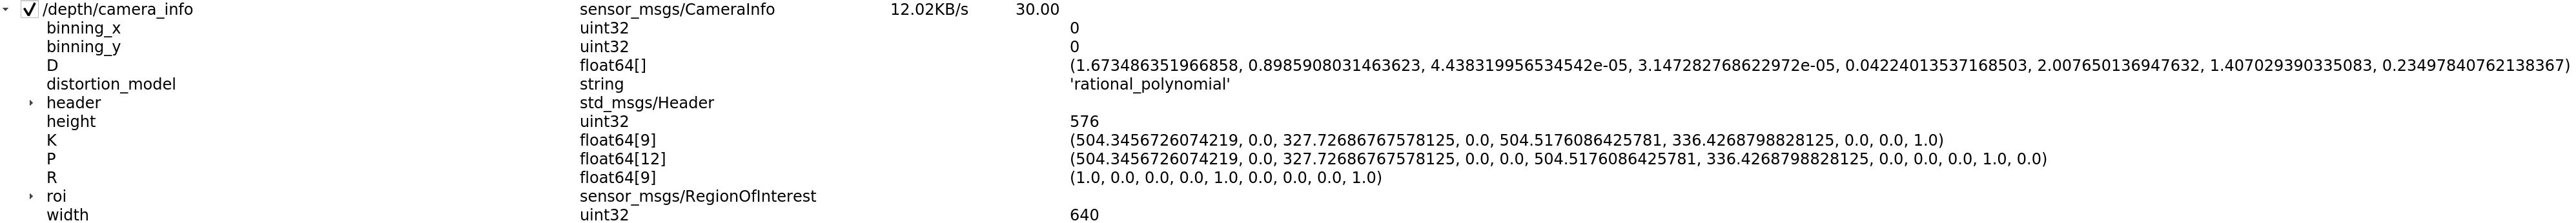 /depth/camera_info sensor_msgs/CameraInfo 12.02KB/s 30.00
binning_x uint32 0
binning_y uint32 0
D float64[] (1.673486351966858, 0.8985908031463623, 4.438319956534542e-05, 3.147282768622972e-05, 0.04224013537168503, 2.007650136947632, 1.407029390335083, 0.23497840762138367)
distortion_model string 'rational_polynomial'
header std_msgs/Header
height uint32 576
K float64[9] (504.3456726074219, 0.0, 327.72686767578125, 0.0, 504.5176086425781, 336.4268798828125, 0.0, 0.0, 1.0)
P float64[12] (504.3456726074219, 0.0, 327.72686767578125, 0.0, 0.0, 504.5176086425781, 336.4268798828125, 0.0, 0.0, 0.0, 1.0, 0.0)
R float64[9] (1.0, 0.0, 0.0, 0.0, 1.0, 0.0, 0.0, 0.0, 1.0)
roi sensor_msgs/RegionOfInterest
width uint32 640